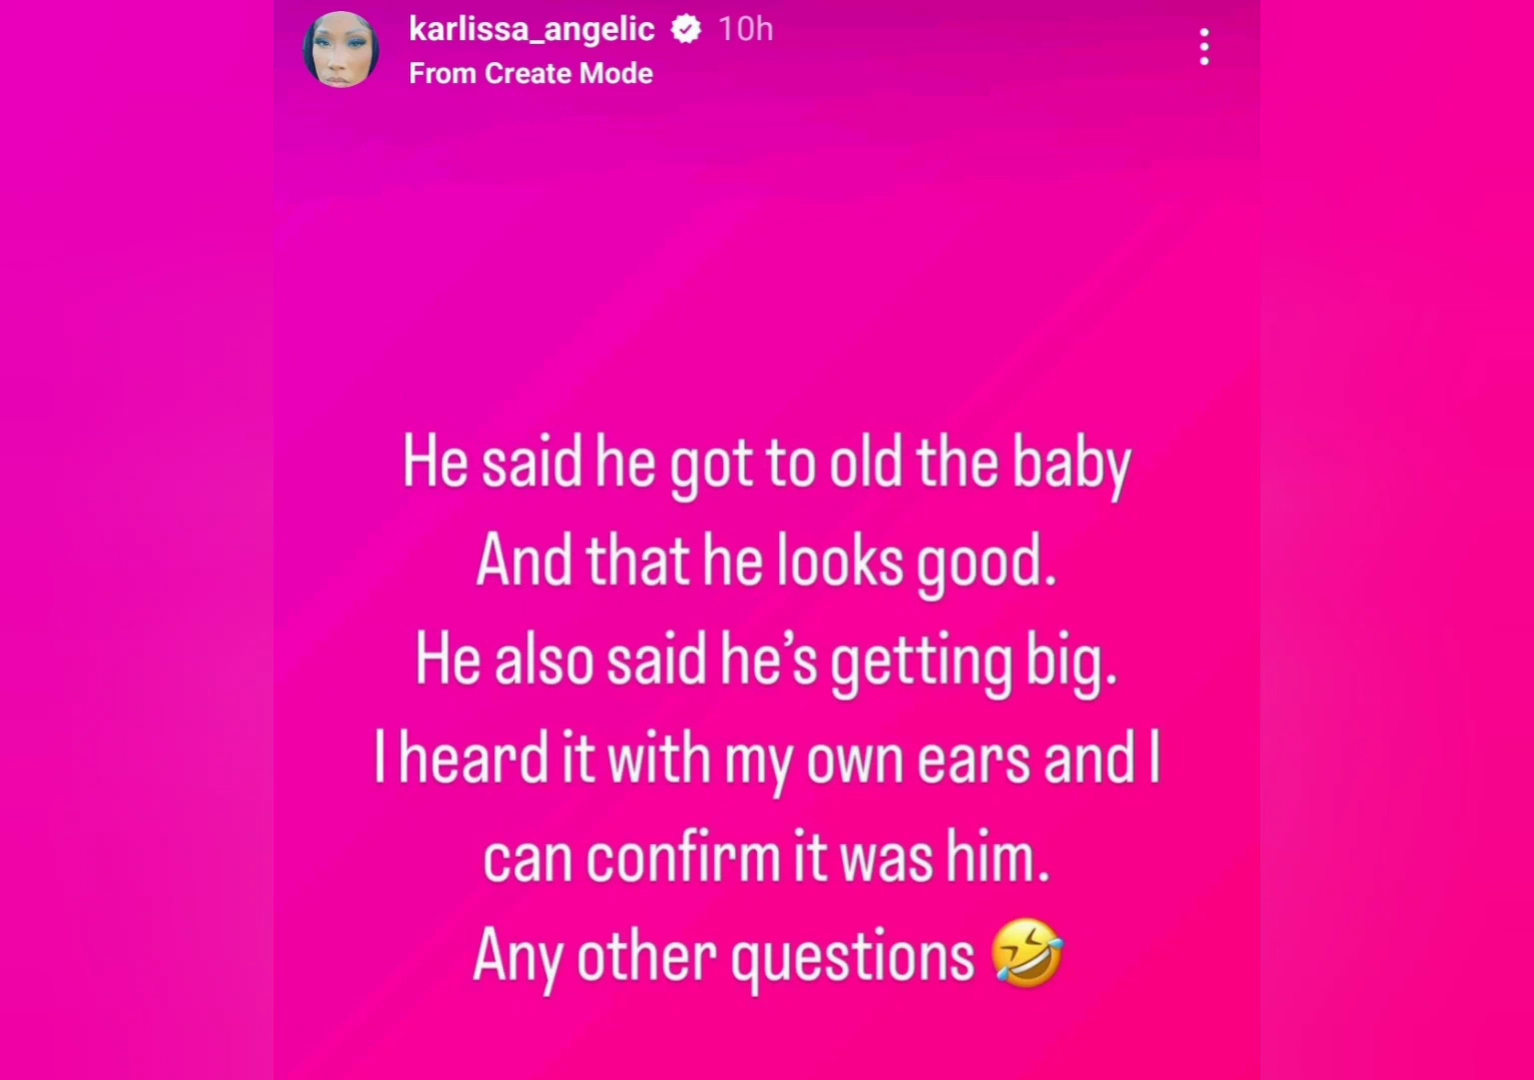 karlissa_angelic 10h
From Create Mode
He said he got to old the baby
And that he looks good.
He also said he's getting big.
I heard it with my own ears and I
can confirm it was him.
Any other questions 🤣